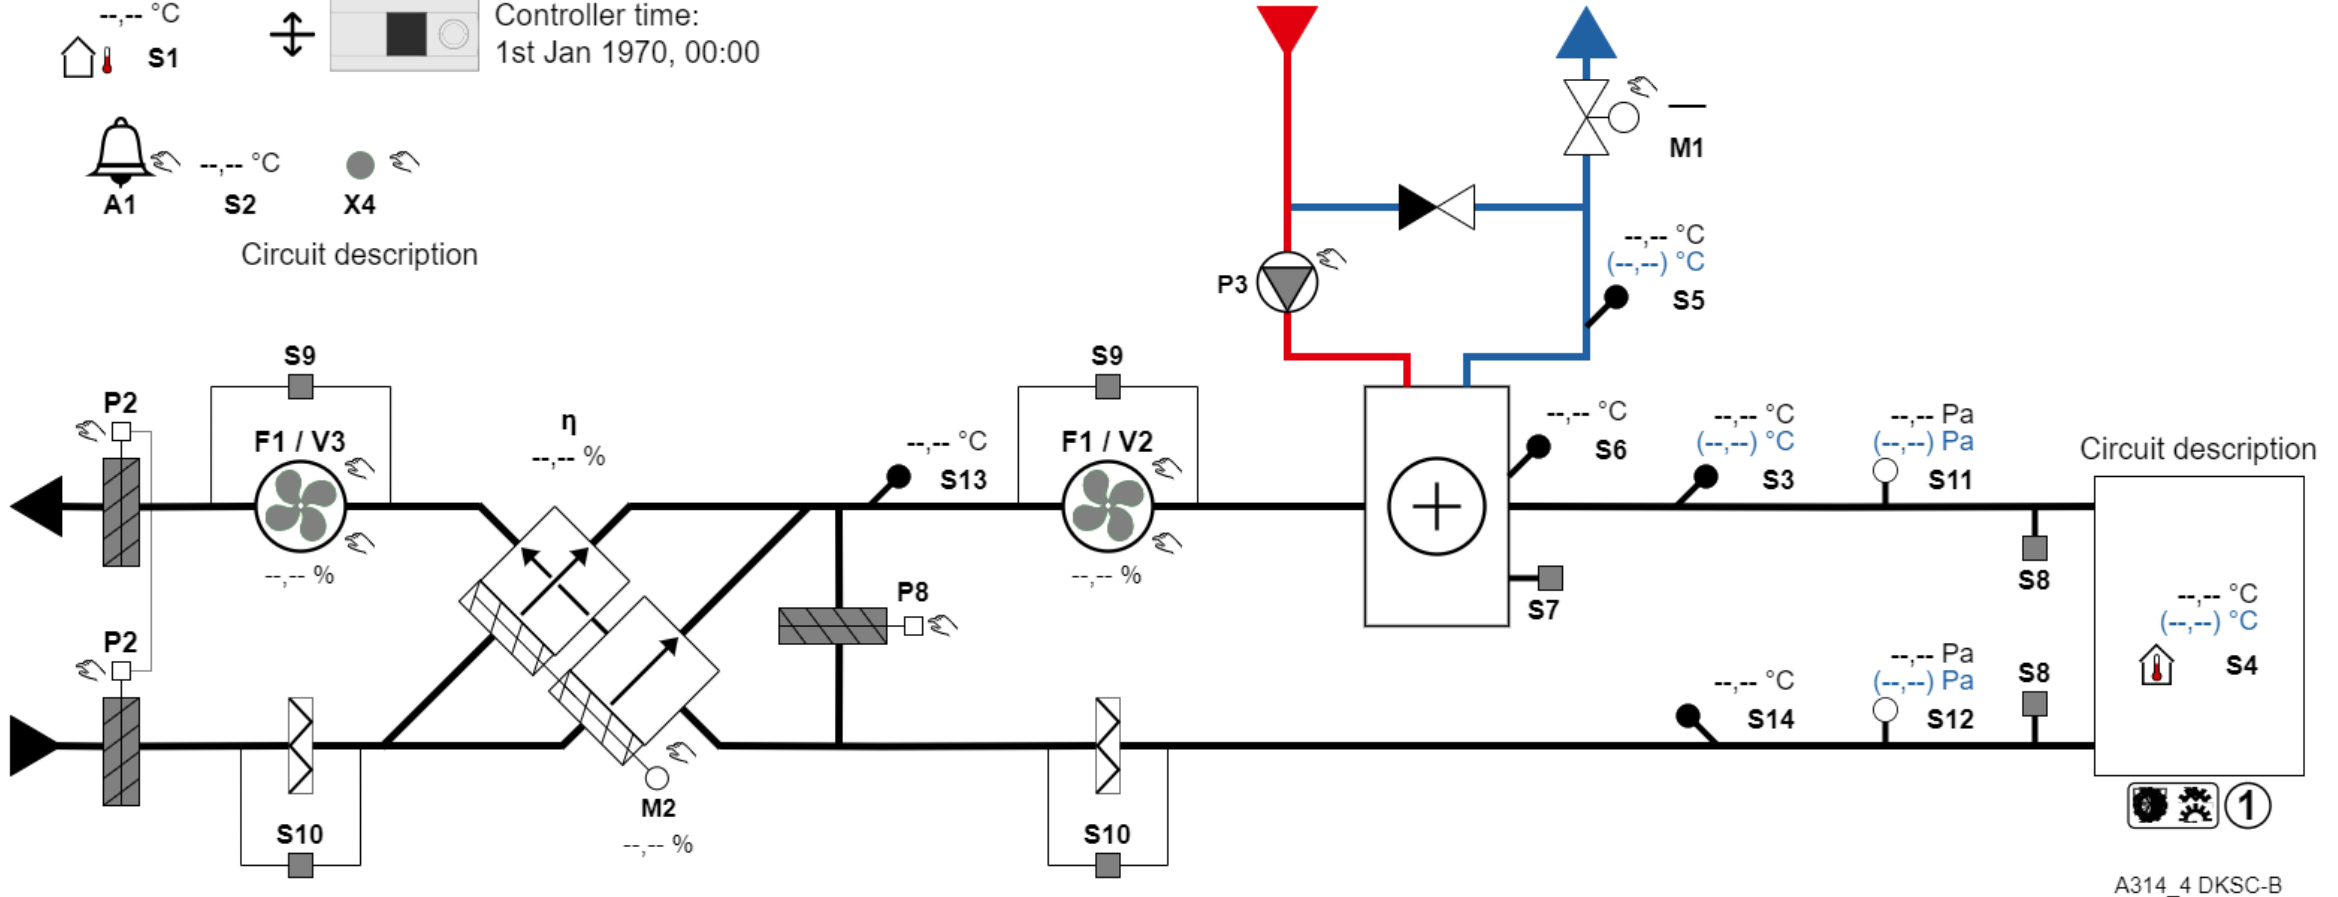 --,-- °C
S1
Controller time:
1st Jan 1970, 00:00
A1
--,-- °C
S2
X4
Circuit description
M1
--,-- °C
(--,--) °C
S5
P3
S9
P2
F1 / V3
--,-- %
η
--,-- %
--,-- °C
S13
S9
F1 / V2
--,-- %
--,-- °C
S6
S7
--,-- °C
(--,--) °C
S3
--,-- Pa
(--,--) Pa
S11
S8
Circuit description
--,-- °C
(--,--) °C
S4
P8
P2
S10
M2
--,-- %
S10
--,-- °C
S14
--,-- Pa
(--,--) Pa
S12
S8
1
A314_4 DKSC-B